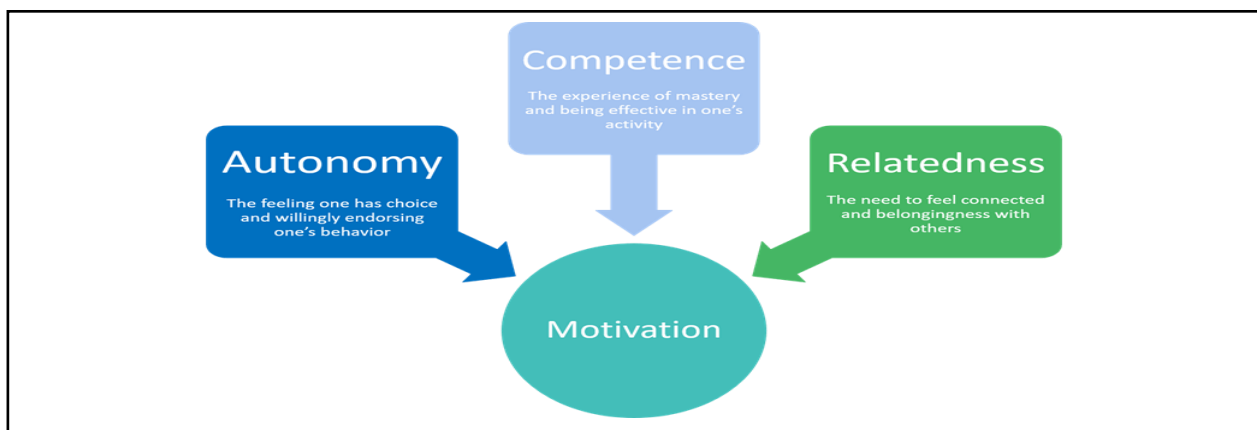 Competence
The experience of mastery
and being effective in one's
activity
Autonomy
The feeling one has choice
and willingly endorsing
one's behavior
Relatedness
The need to feel connected
and belongingness with
others
Motivation